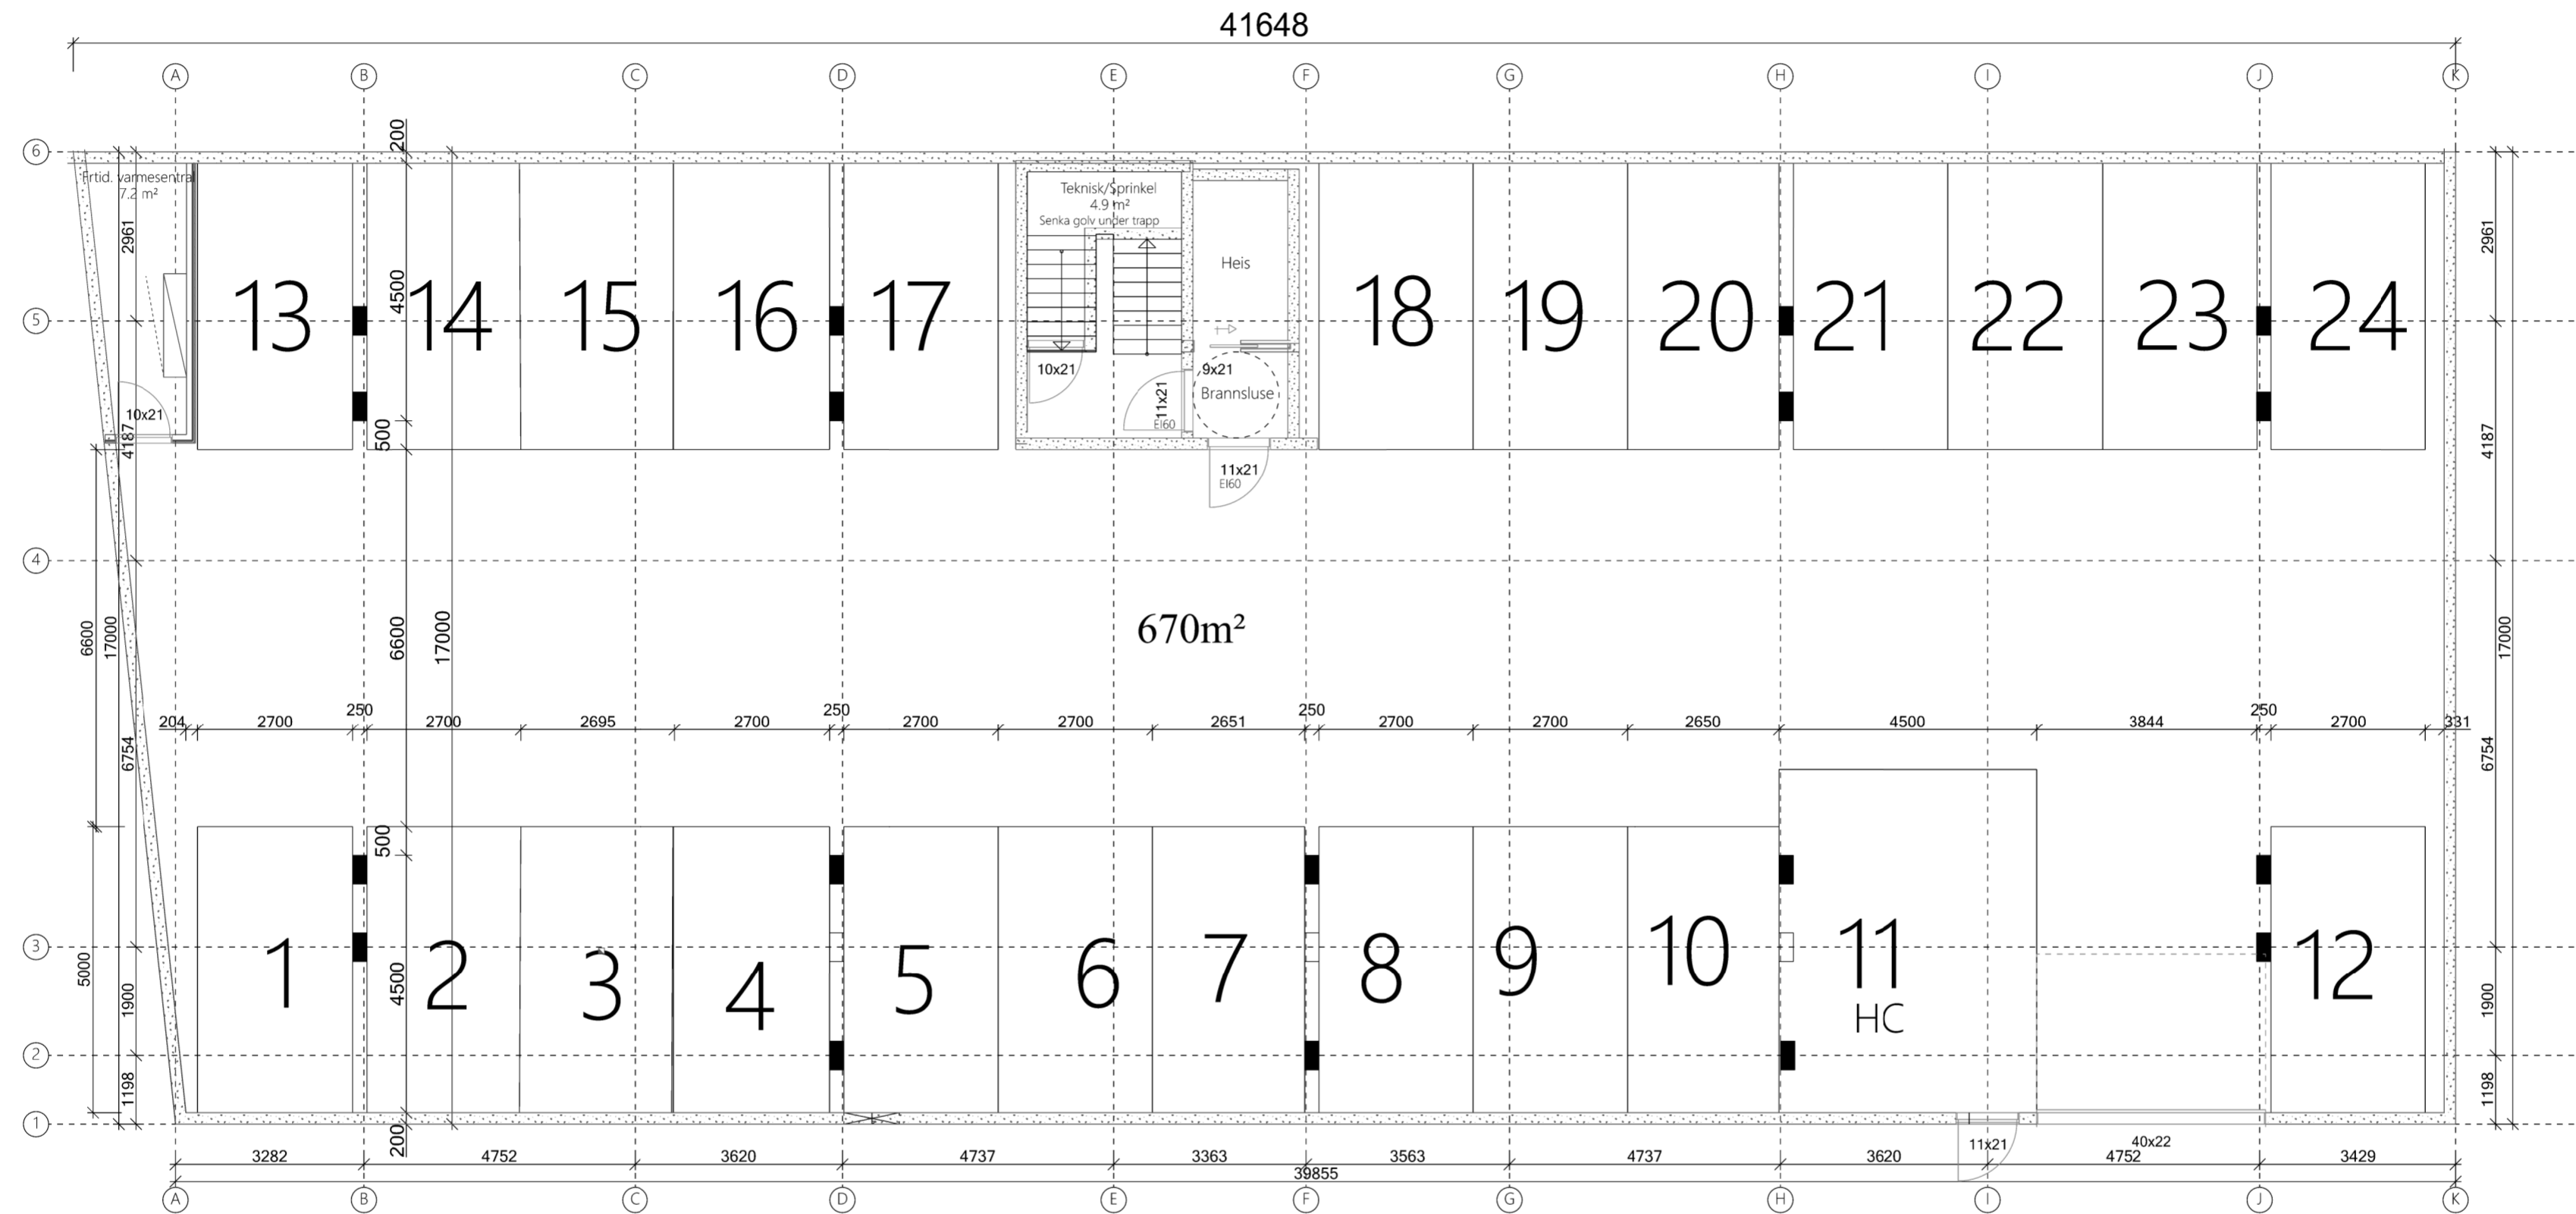 41648
A B C D E F G H I J K
6
200
Frtid. varmesentral
7.2 m²
2961
Teknisk/Sprinkel
4.9 m²
Senka golv under trapp
2961
Heis
13 14 15 16 17 18 19 20 21 22 23 24
4500
5
10x21
9x21
Brannsluse
11x21
EI60
10x21
500
4187
4187
11x21
EI60
4
6600
17000
6600
17000
670m²
17000
204 2700 250 2700 2695 2700 250 2700 2700 2651 250 2700 2700 2650 4500 3844 250 2700 331
6754
6754
500
1 2 3 4 5 6 7 8 9 10 11 12
HC
3
5000
4500
1900
1900
2
1198
1198
1
200
11x21
40x22
3282 4752 3620 4737 3363 3563 4737 3620 4752 3429
39855
A B C D E F G H I J K